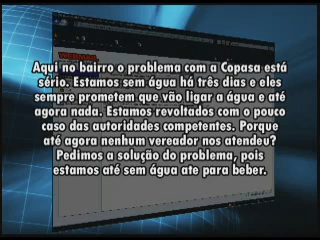 Aqui no bairro o problema com a Copasa está
sério. Estamos sem água há três dias e eles
sempre prometem que vão ligar a água e até
agora nada. Estamos revoltados com o pouco
caso das autoridades competentes. Porque
até agora nenhum vereador nos atendeu?
Pedimos a solução do problema, pois
estamos até sem água ate para beber.